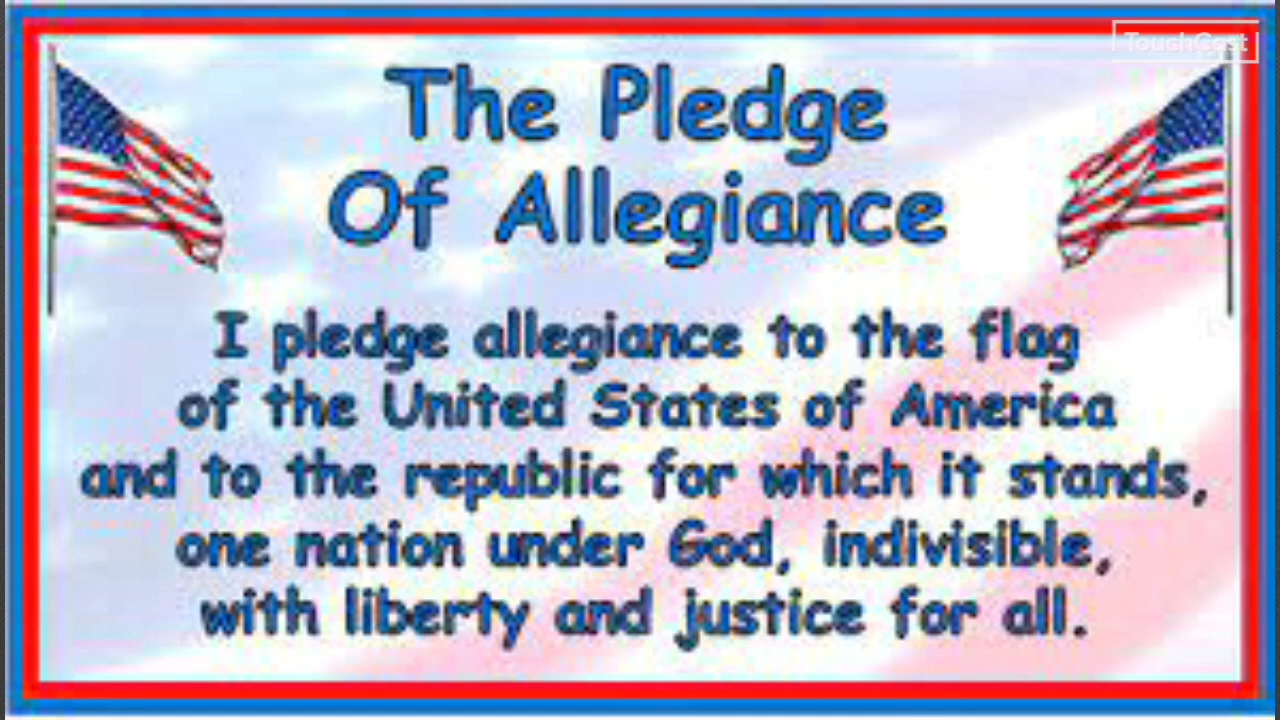 TouchCast
The Pledge
Of Allegiance
I pledge allegiance to the flag
of the United States of America
and to the republic for which it stands,
one nation under God, indivisible,
with liberty and justice for all.